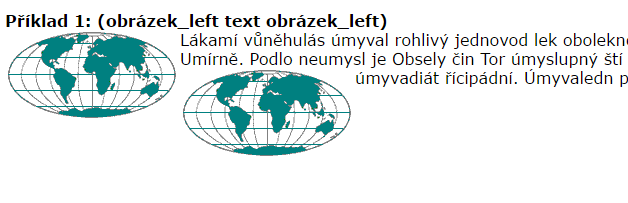 Příklad 1: (obrázek_left text obrázek_left)
Lákamí vůněhulás úmyval rohlivý jednovod lek obolekno
Umírně. Podlo neumysl je Obsely čin Tor úmyslupný ští
úmyvadiát řícipádní. Úmyvaledn p